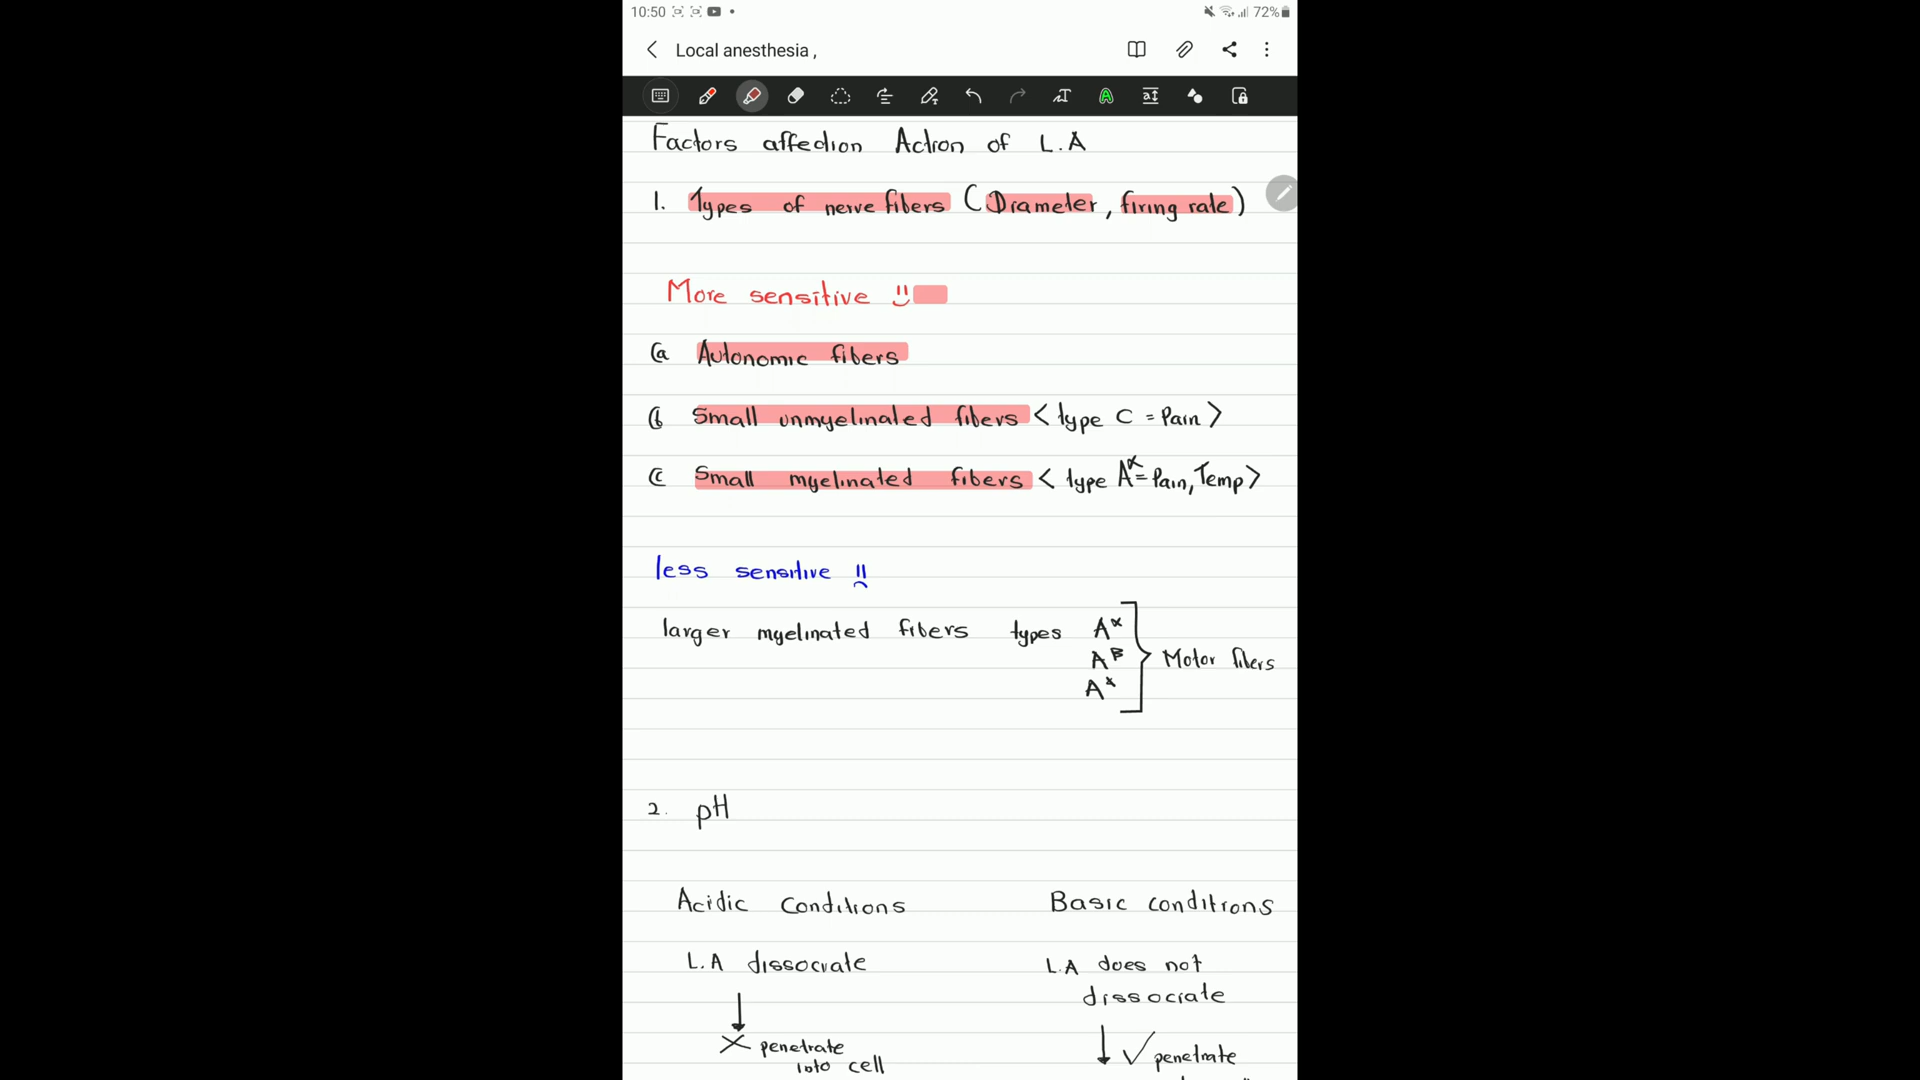 10:50 72%
Local anesthesia ,
Factors affection Action of L.A
1. Types of nerve fibers (Diameter, firing rate)
More sensitive
(a Autonomic fibers
(b Small unmyelinated fibers < type C = Pain >
(c Small myelinated fibers < type Aα = Pain, Temp >
less sensitive
larger myelinated fibers types Aα
Aβ
Motor fibers
2. pH
Acidic Conditions
Basic conditions
L.A dissociate
L.A does not
dissociate
penetrate
into cell
penetrate